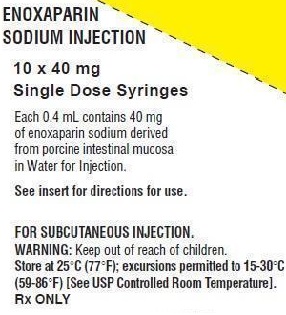 ENOXAPARIN
SODIUM INJECTION
10 x 40 mg
Single Dose Syringes
Each 0.4 mL contains 40 mg
of enoxaparin sodium derived
from porcine intestinal mucosa
in Water for Injection.
See insert for directions for use.
FOR SUBCUTANEOUS INJECTION.
WARNING: Keep out of reach of children.
Store at 25°C (77°F); excursions permitted to 15-30°C
(59-86°F) [See USP Controlled Room Temperature].
Rx ONLY